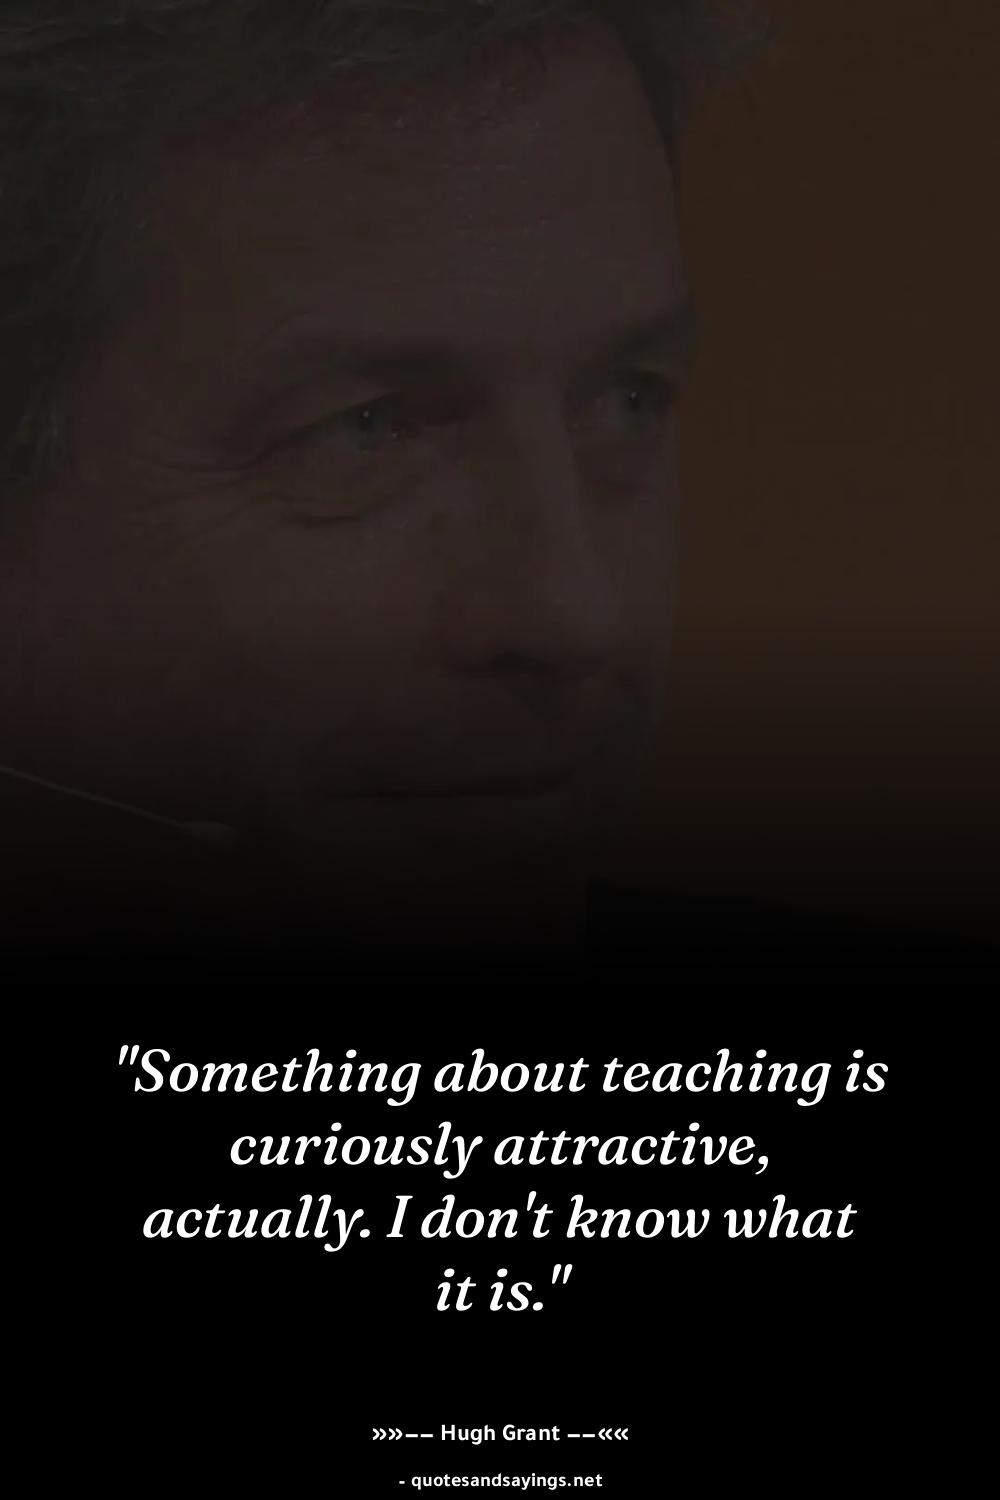 "Something about teaching is
curiously attractive,
actually. I don't know what
it is."
»»−− Hugh Grant −−««
- quotesandsayings.net